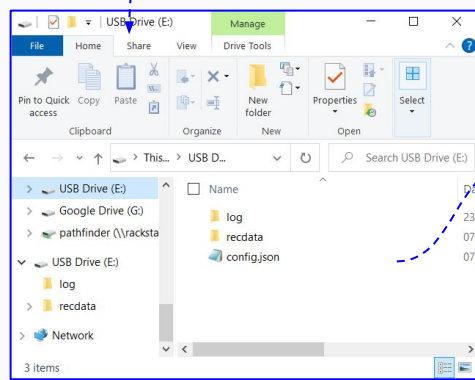 USB Drive (E:)
Manage
File
Home
Share
View
Drive Tools
Pin to Quick access
Copy
Paste
New folder
Properties
Select
Clipboard
Organize
New
Open
This... > USB D...
Search USB Drive (E:)
USB Drive (E:)
Name
Google Drive (G:)
log
23
pathfinder (\\racksta
recdata
07
USB Drive (E:)
config.json
07
log
recdata
Network
3 items